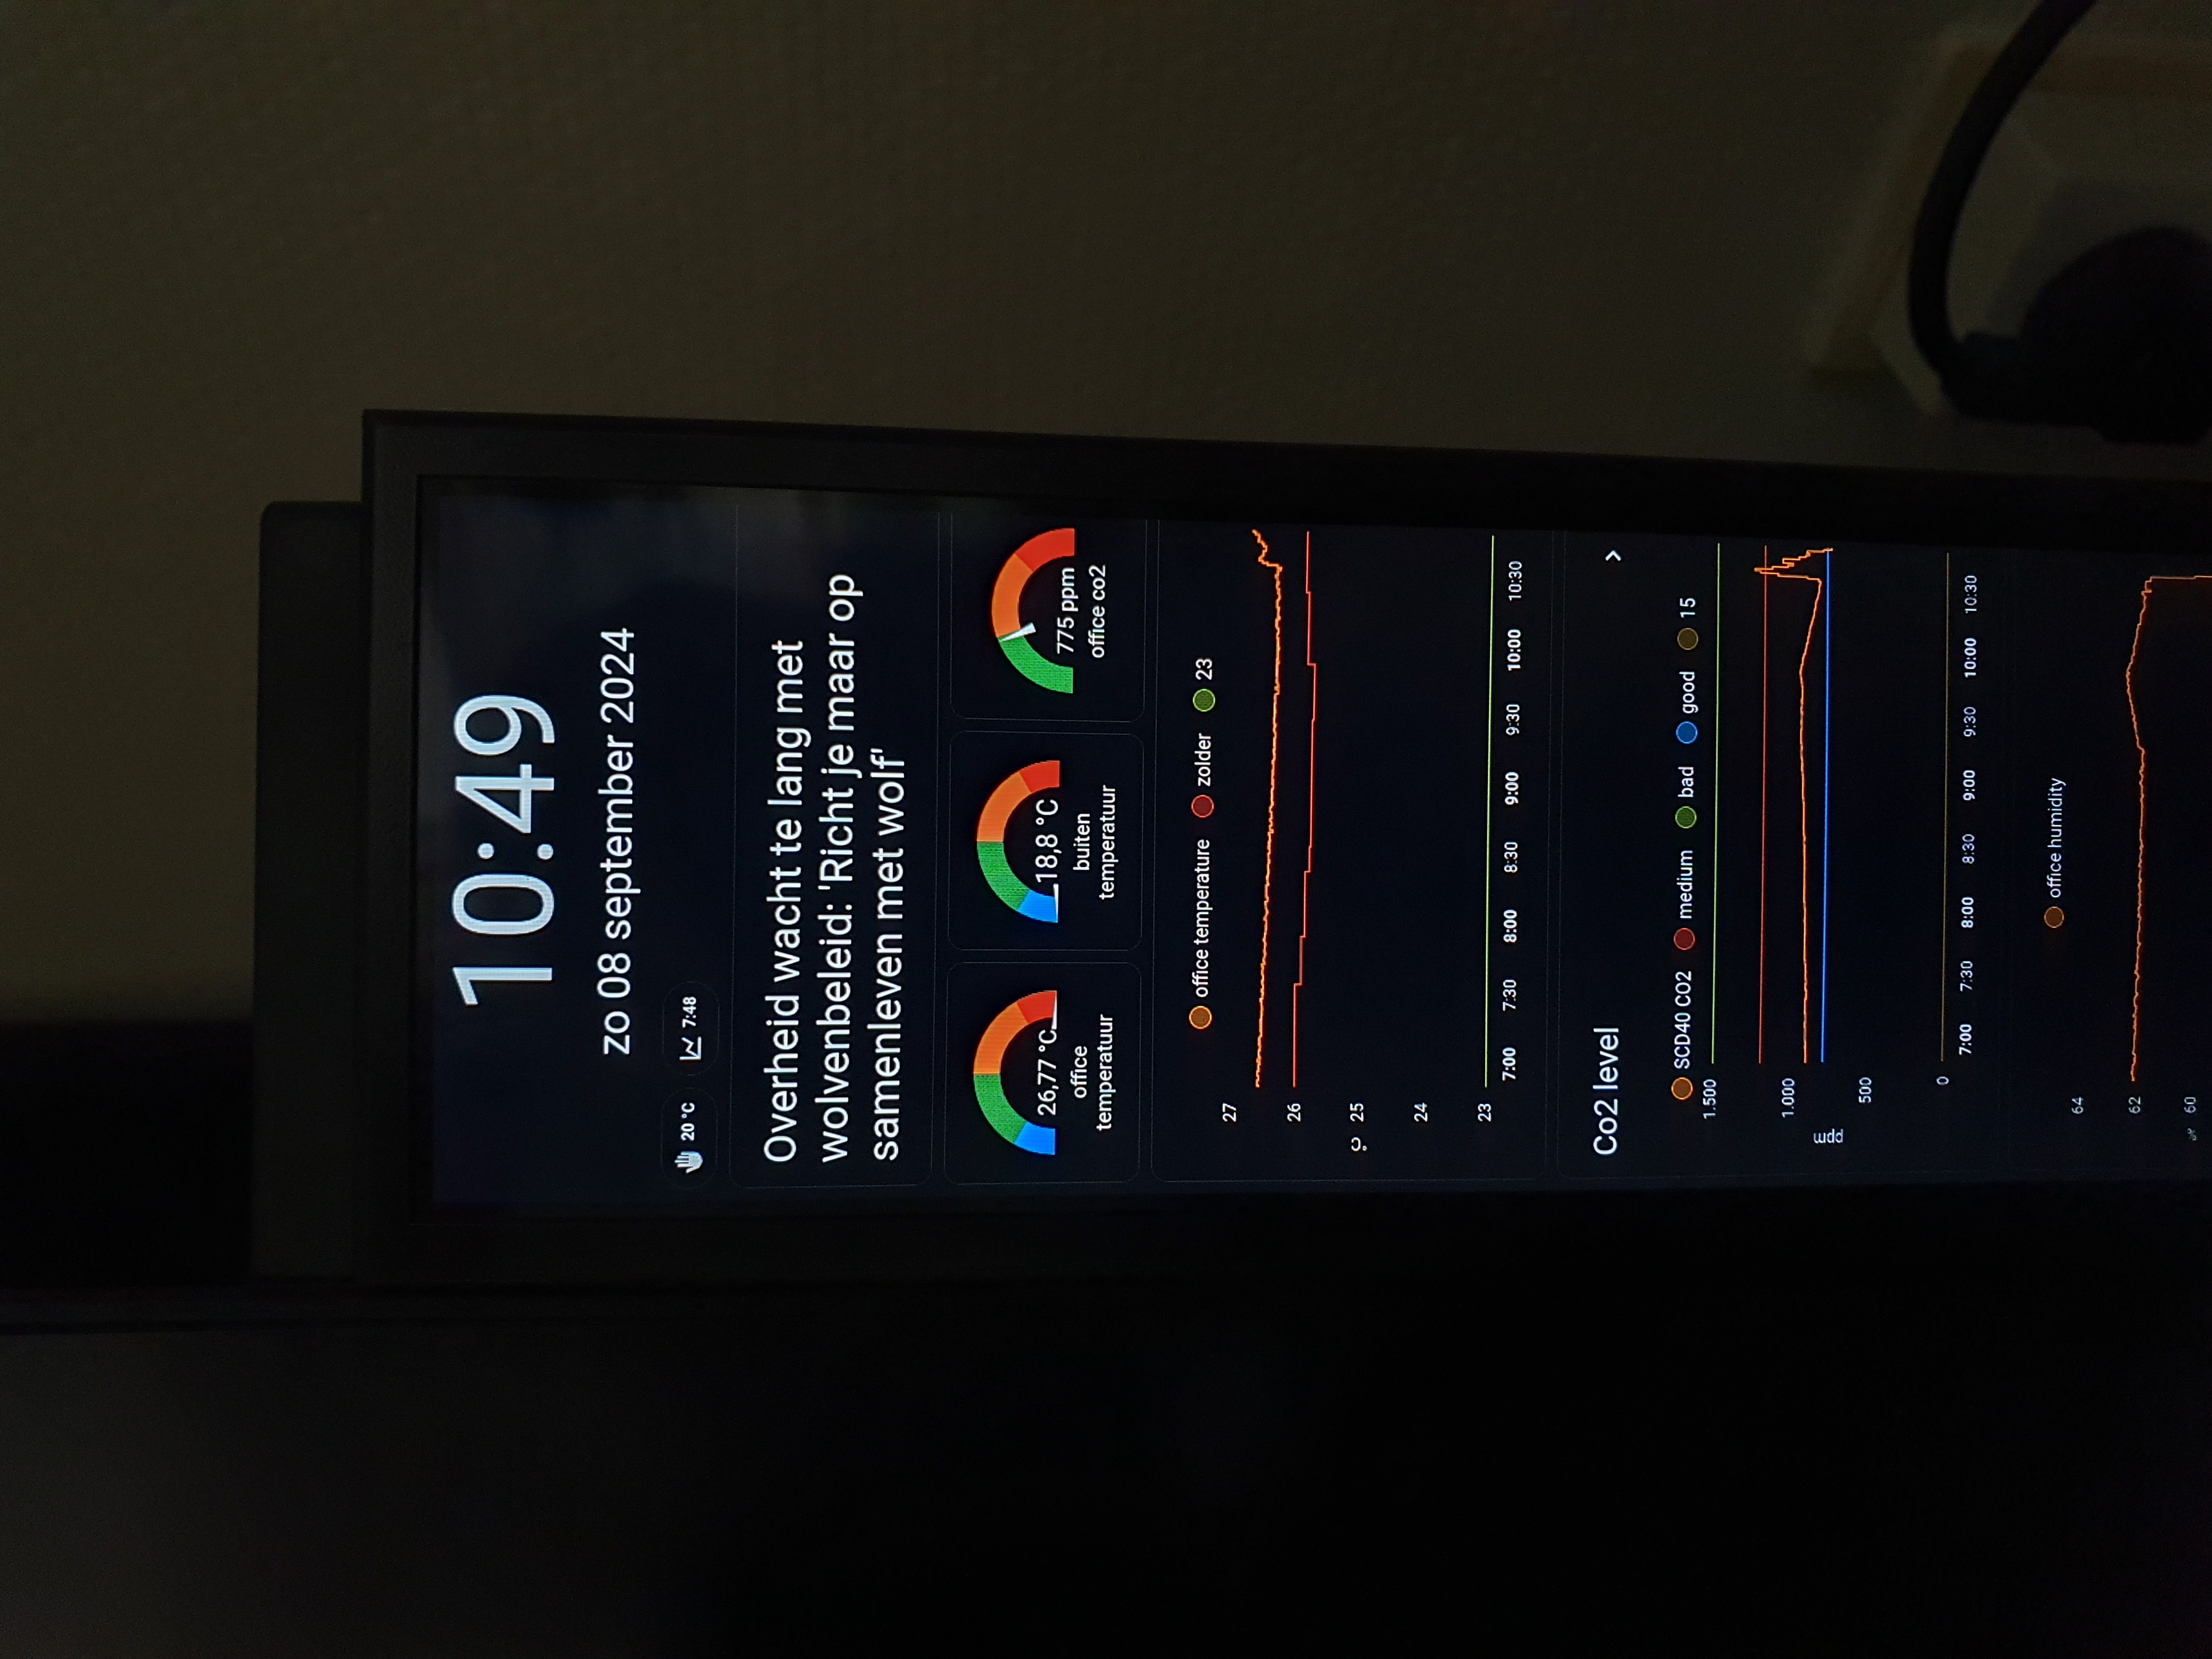 10:49
zo 08 september 2024
20 °C 7:48
Overheid wacht te lang met
wolvenbeleid: 'Richt je maar op
samenleven met wolf'
26,77 °C
office
temperatuur
18,8 °C
buiten
temperatuur
775 ppm
office co2
office temperature zolder 23
27
26
°C 25
24
23
7:00 7:30 8:00 8:30 9:00 9:30 10:00 10:30
Co2 level
SCD40 CO2 medium bad good 15
1.500
1.000
ppm
500
0
7:00 7:30 8:00 8:30 9:00 9:30 10:00 10:30
office humidity
64
62
% 60